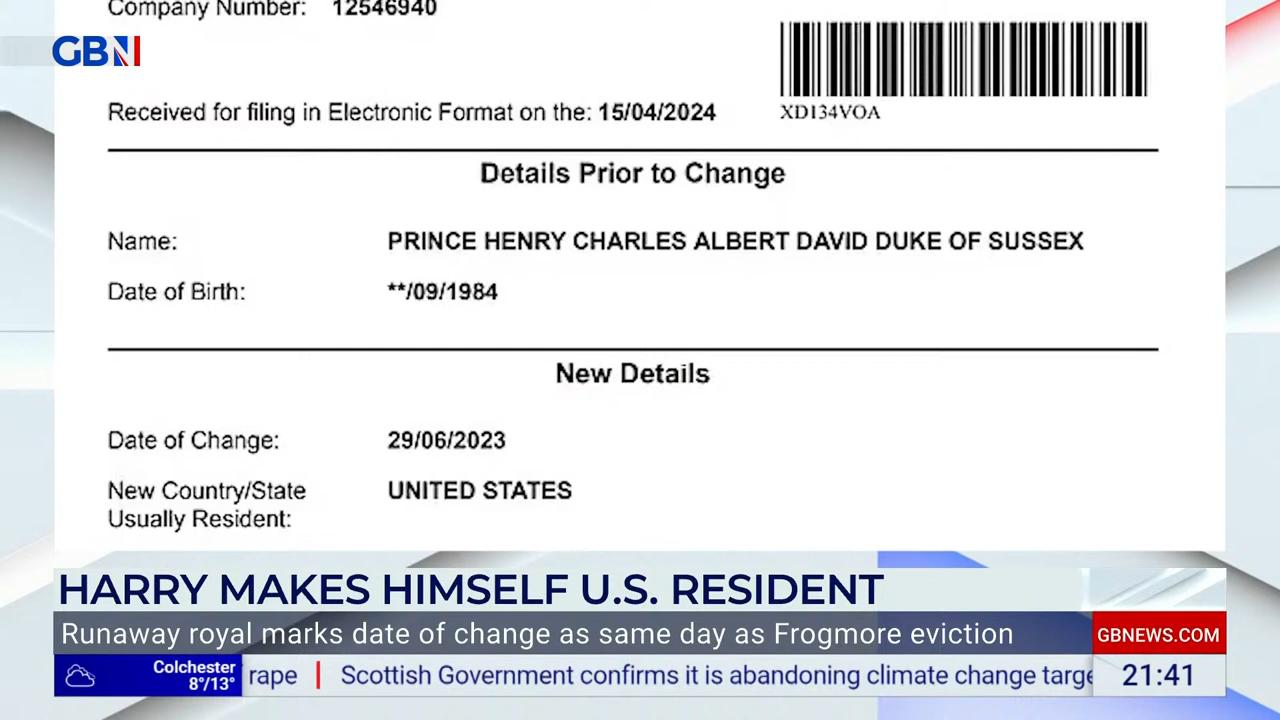 Company Number: 12546940
GBN
Received for filing in Electronic Format on the: 15/04/2024
XD134VOA
Details Prior to Change
Name: PRINCE HENRY CHARLES ALBERT DAVID DUKE OF SUSSEX
Date of Birth: **/09/1984
New Details
Date of Change: 29/06/2023
New Country/State UNITED STATES
Usually Resident:
HARRY MAKES HIMSELF U.S. RESIDENT
Runaway royal marks date of change as same day as Frogmore eviction
GBNEWS.COM
Colchester
8°/13°
rape | Scottish Government confirms it is abandoning climate change targe
21:41